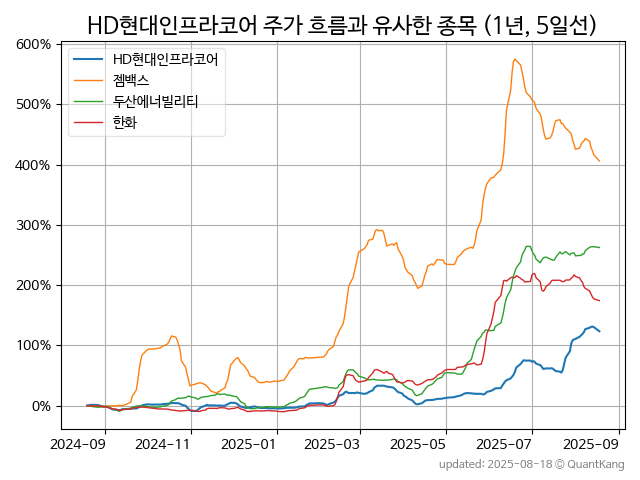 HD현대인프라코어 주가 흐름과 유사한 종목 (1년, 5일선)
600%
500%
400%
300%
200%
100%
0%
HD현대인프라코어
젬백스
두산에너빌리티
한화
2024-09 2024-11 2025-01 2025-03 2025-05 2025-07 2025-09
updated: 2025-08-18 © QuantKang